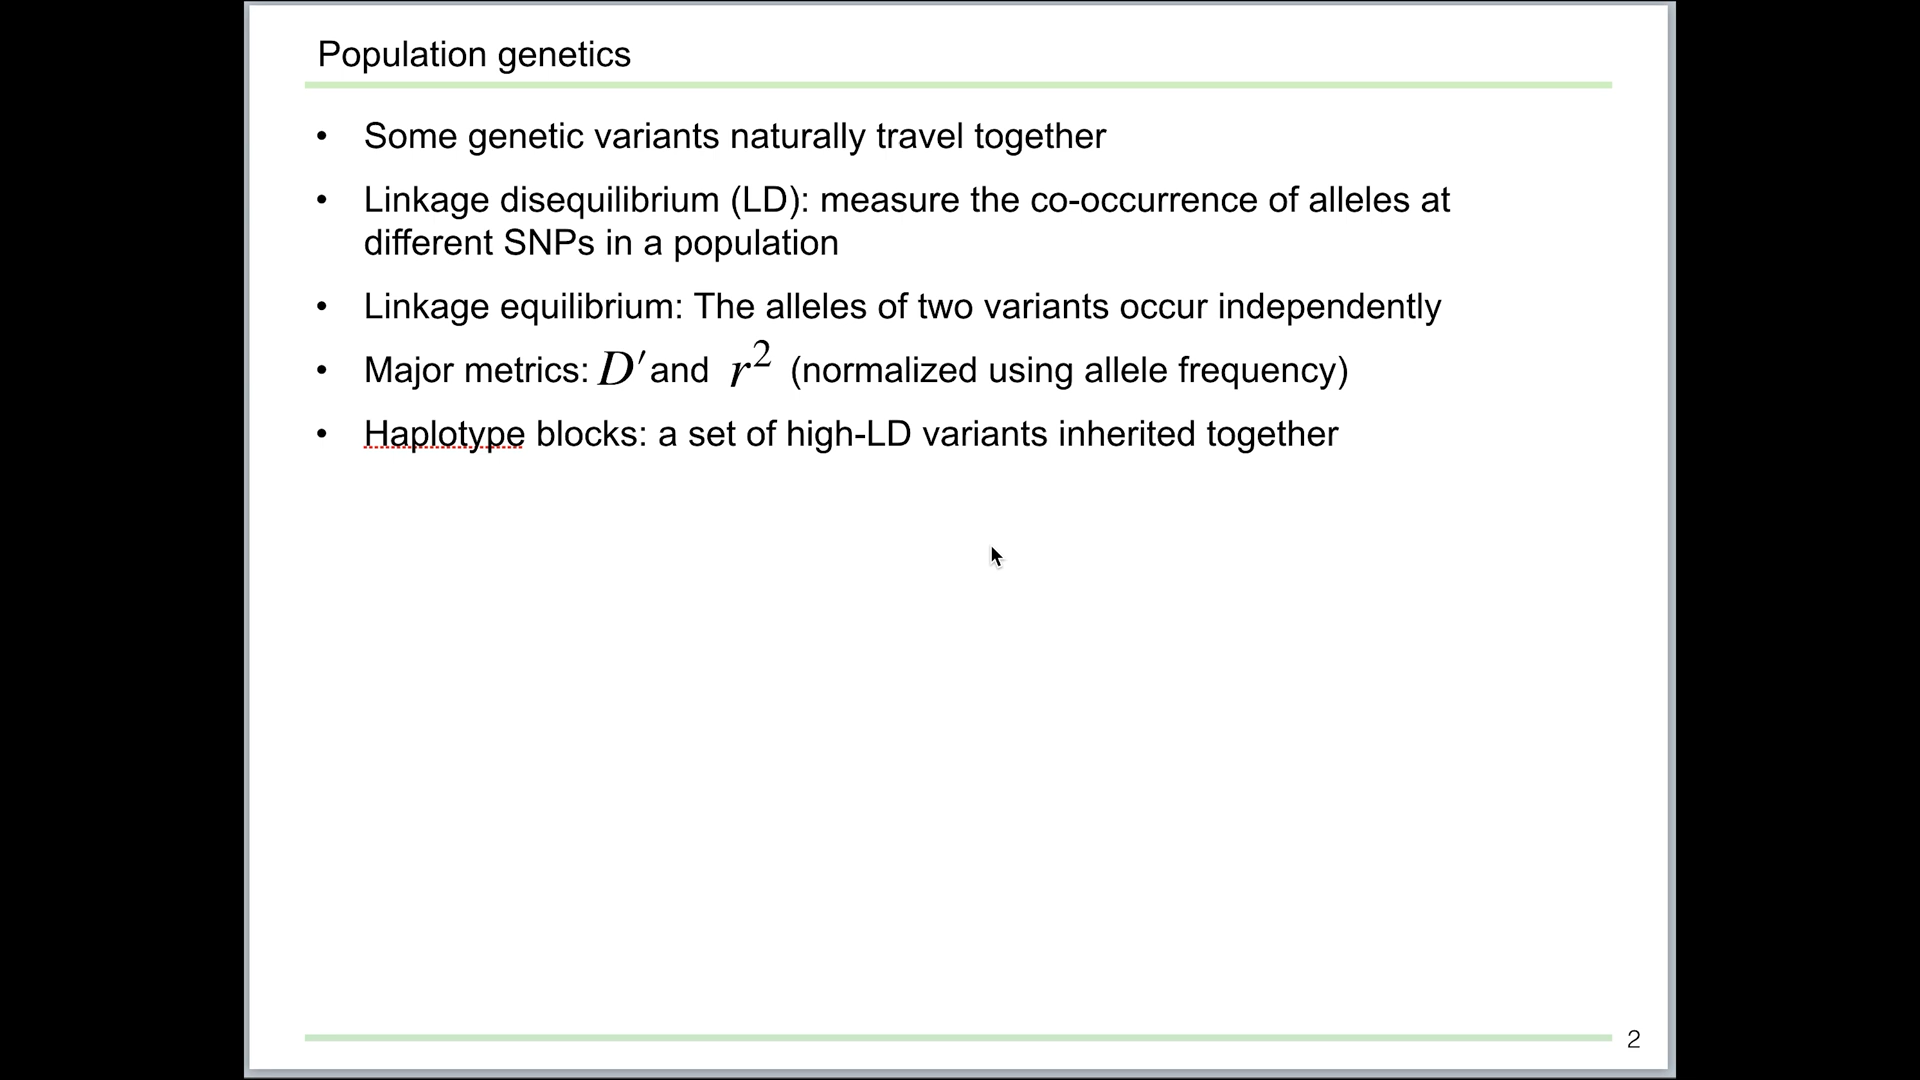 Population genetics
• Some genetic variants naturally travel together
• Linkage disequilibrium (LD): measure the co-occurrence of alleles at
different SNPs in a population
• Linkage equilibrium: The alleles of two variants occur independently
• Major metrics: D′ and r² (normalized using allele frequency)
• Haplotype blocks: a set of high-LD variants inherited together
2